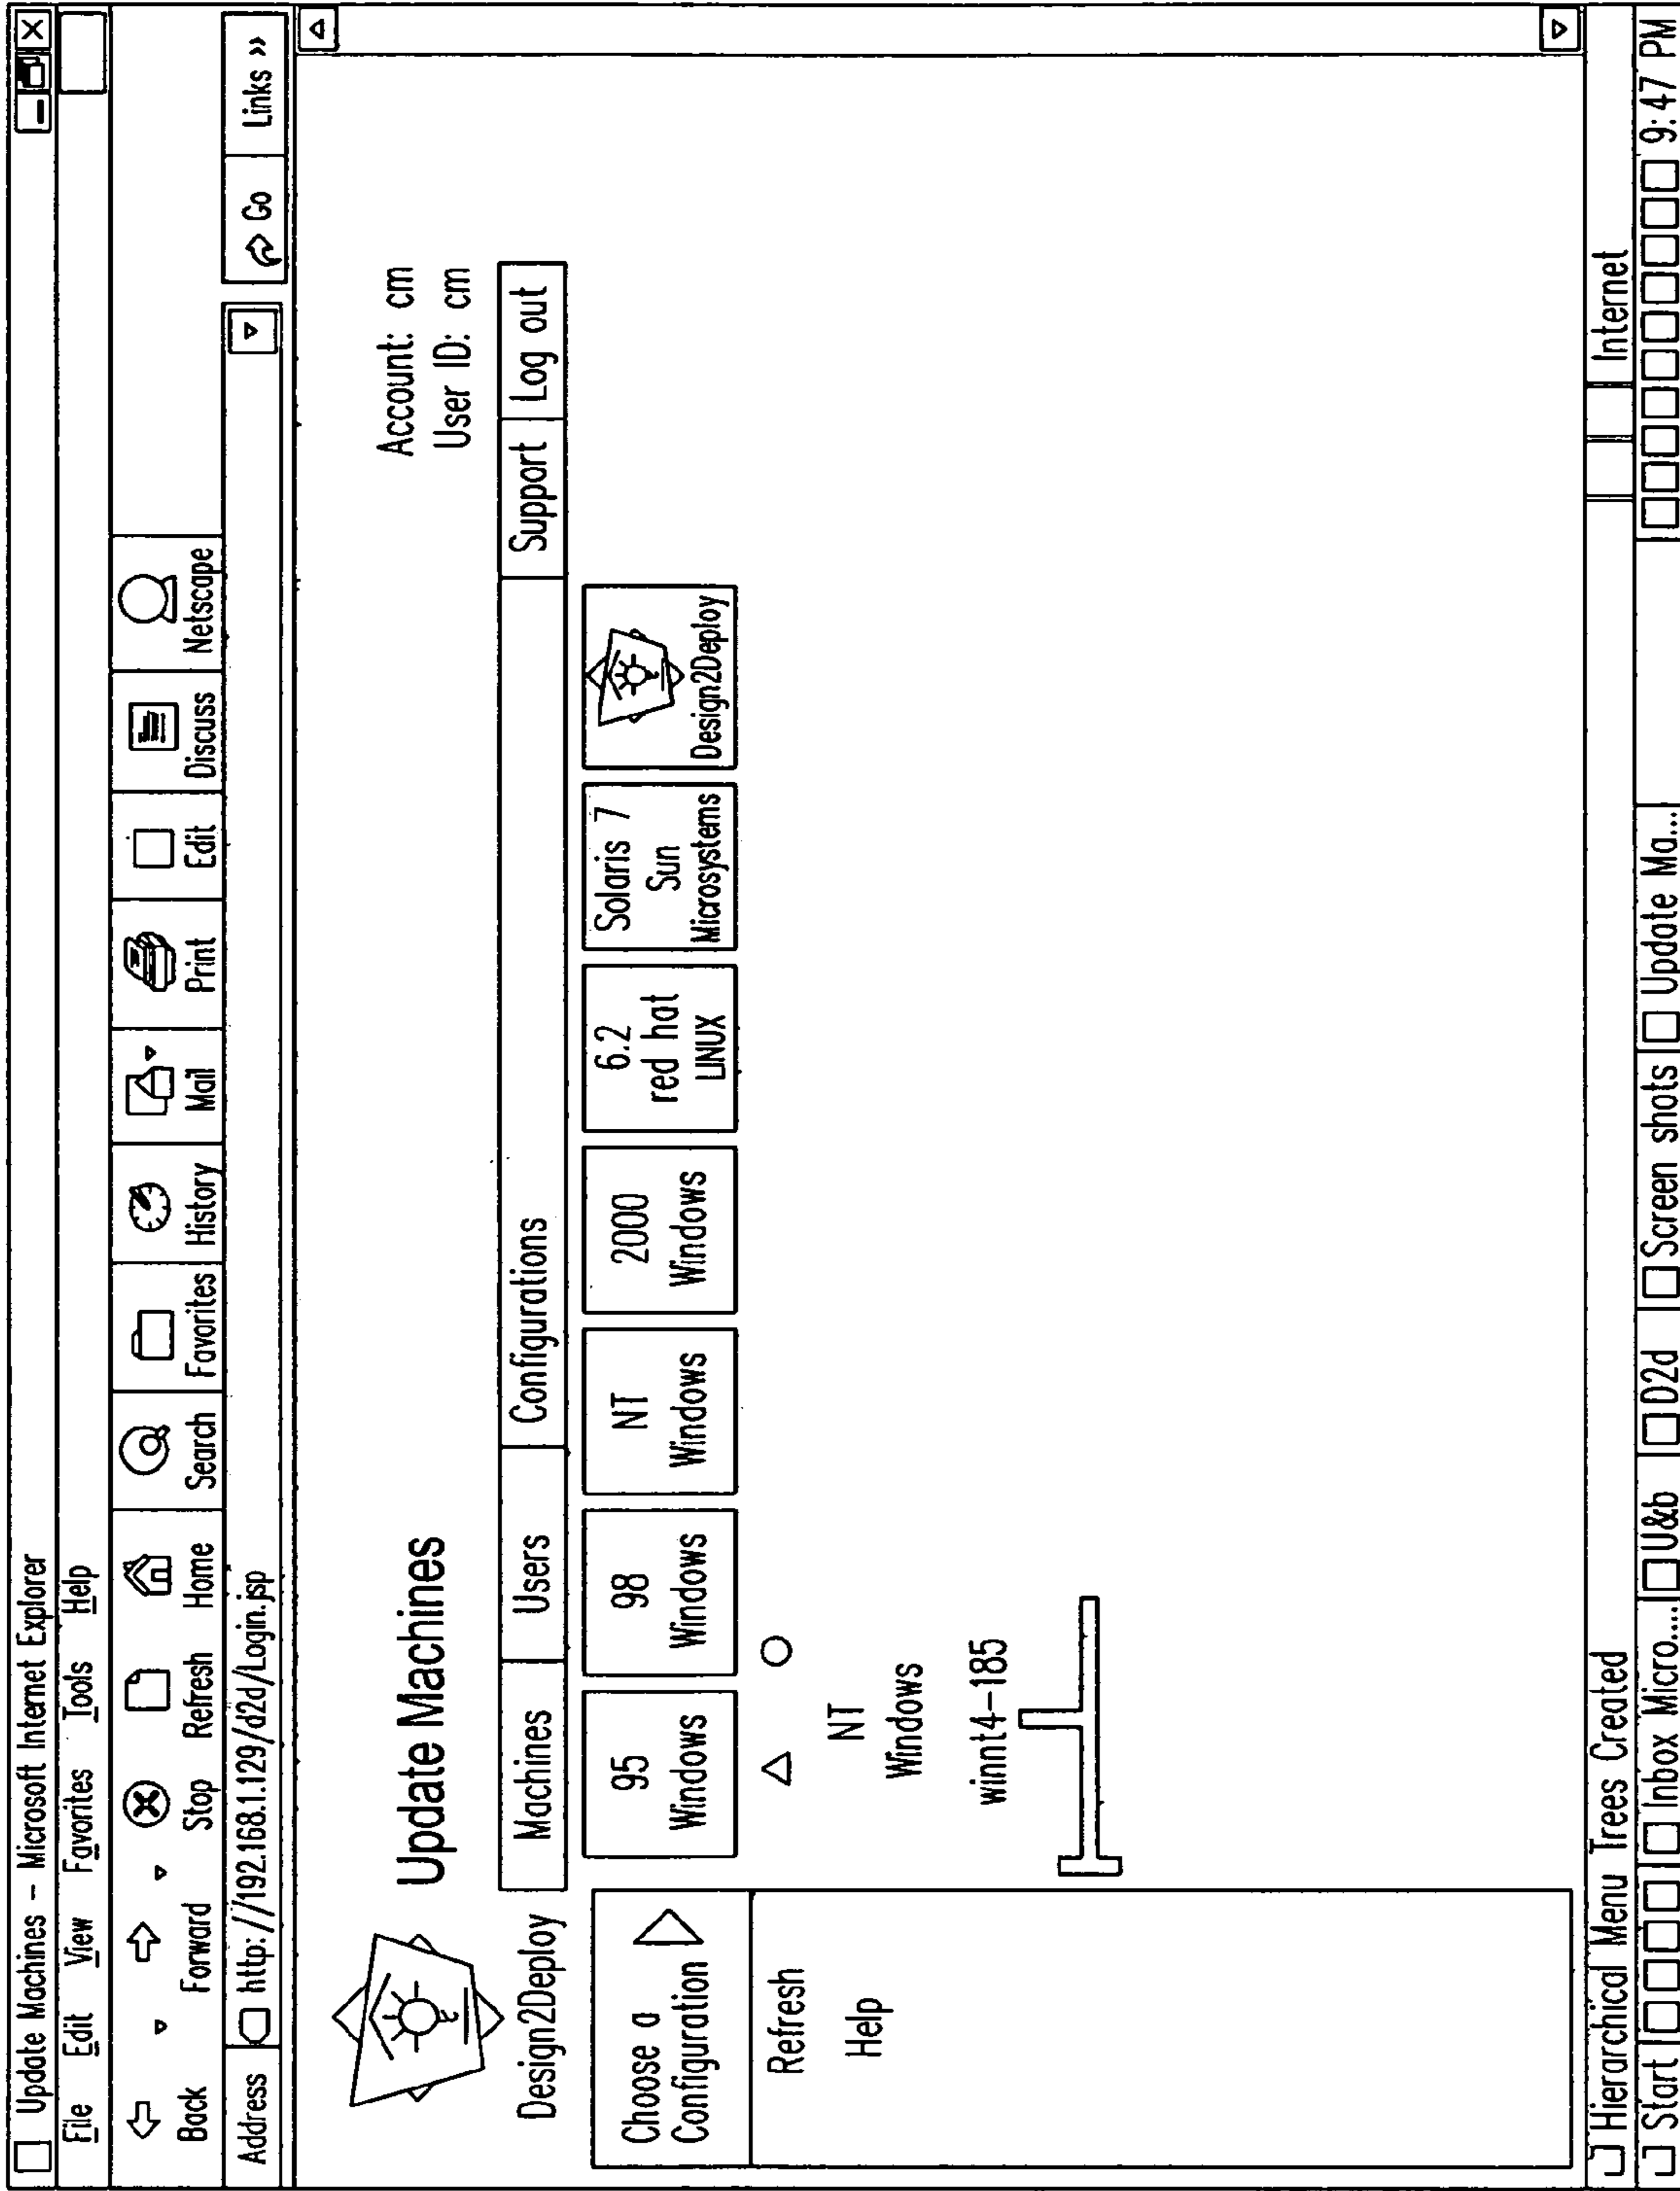 Update Machines – Microsoft Internet Explorer
File Edit View Favorites Tools Help
Back Forward Stop Refresh Home Search Favorites History Mail Print Edit Discuss Netscape
Address http://192.168.1.129/d2d/Login.jsp Go Links »
Account: cm
Update Machines
User ID: cm
Design2Deploy
Machines Users Configurations Support Log out
Choose a
Configuration
95
Windows
98
Windows
NT
Windows
2000
Windows
6.2
red hat
LINUX
Solaris 7
Sun
Microsystems
Design2Deploy
Refresh
Help
NT
Windows
winnt4-185
Hierarchical Menu Trees Created Internet
Start Inbox Micro.... U&b D2d Screen shots Update Ma... 9:47 PM